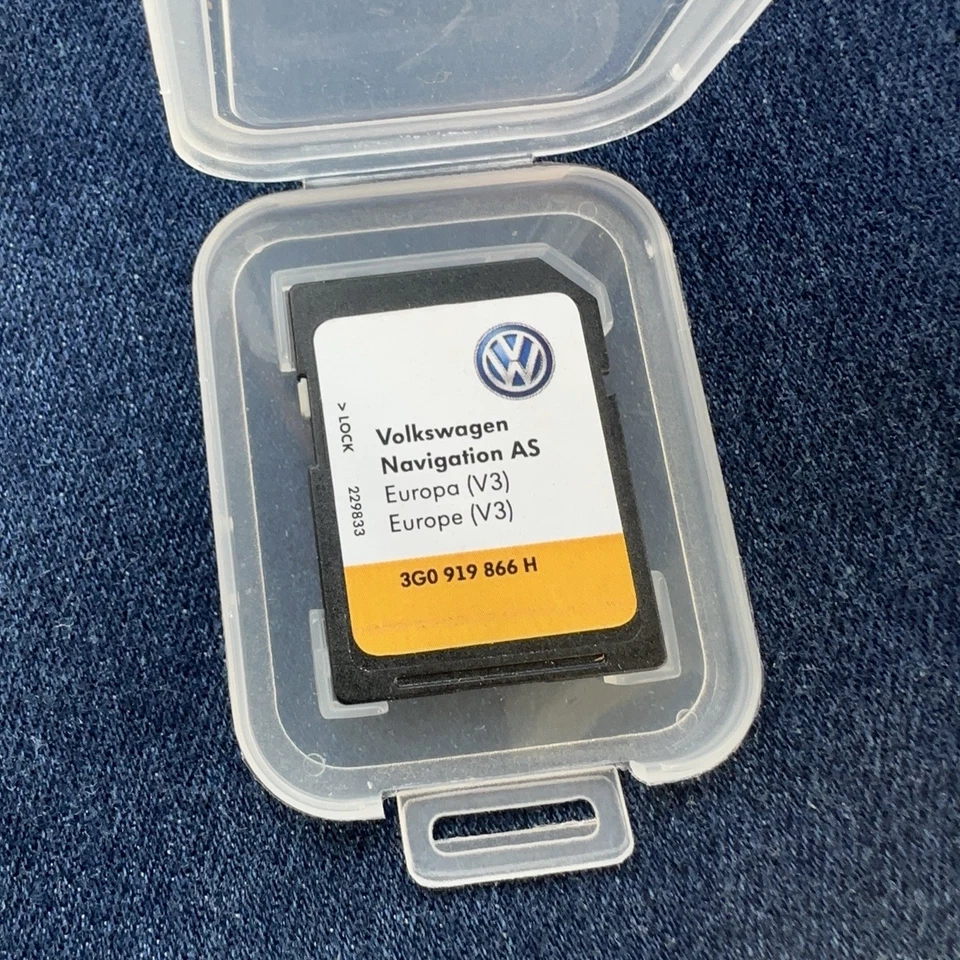 > LOCK
229833
Volkswagen
Navigation AS
Europa (V3)
Europe (V3)
3G0 919 866 H